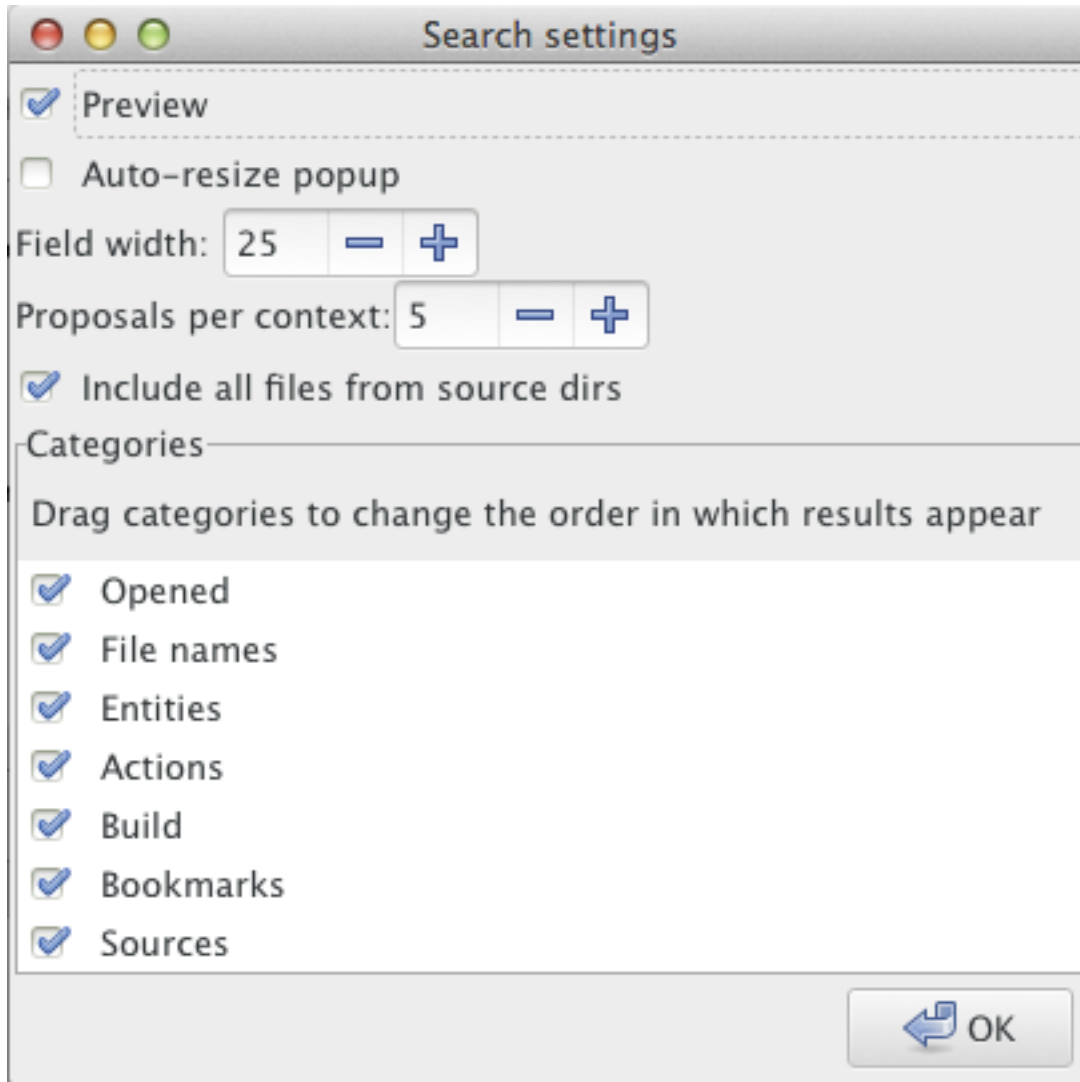 Search settings
Preview
Auto-resize popup
Field width: 25
Proposals per context: 5
Include all files from source dirs
Categories
Drag categories to change the order in which results appear
Opened
File names
Entities
Actions
Build
Bookmarks
Sources
OK